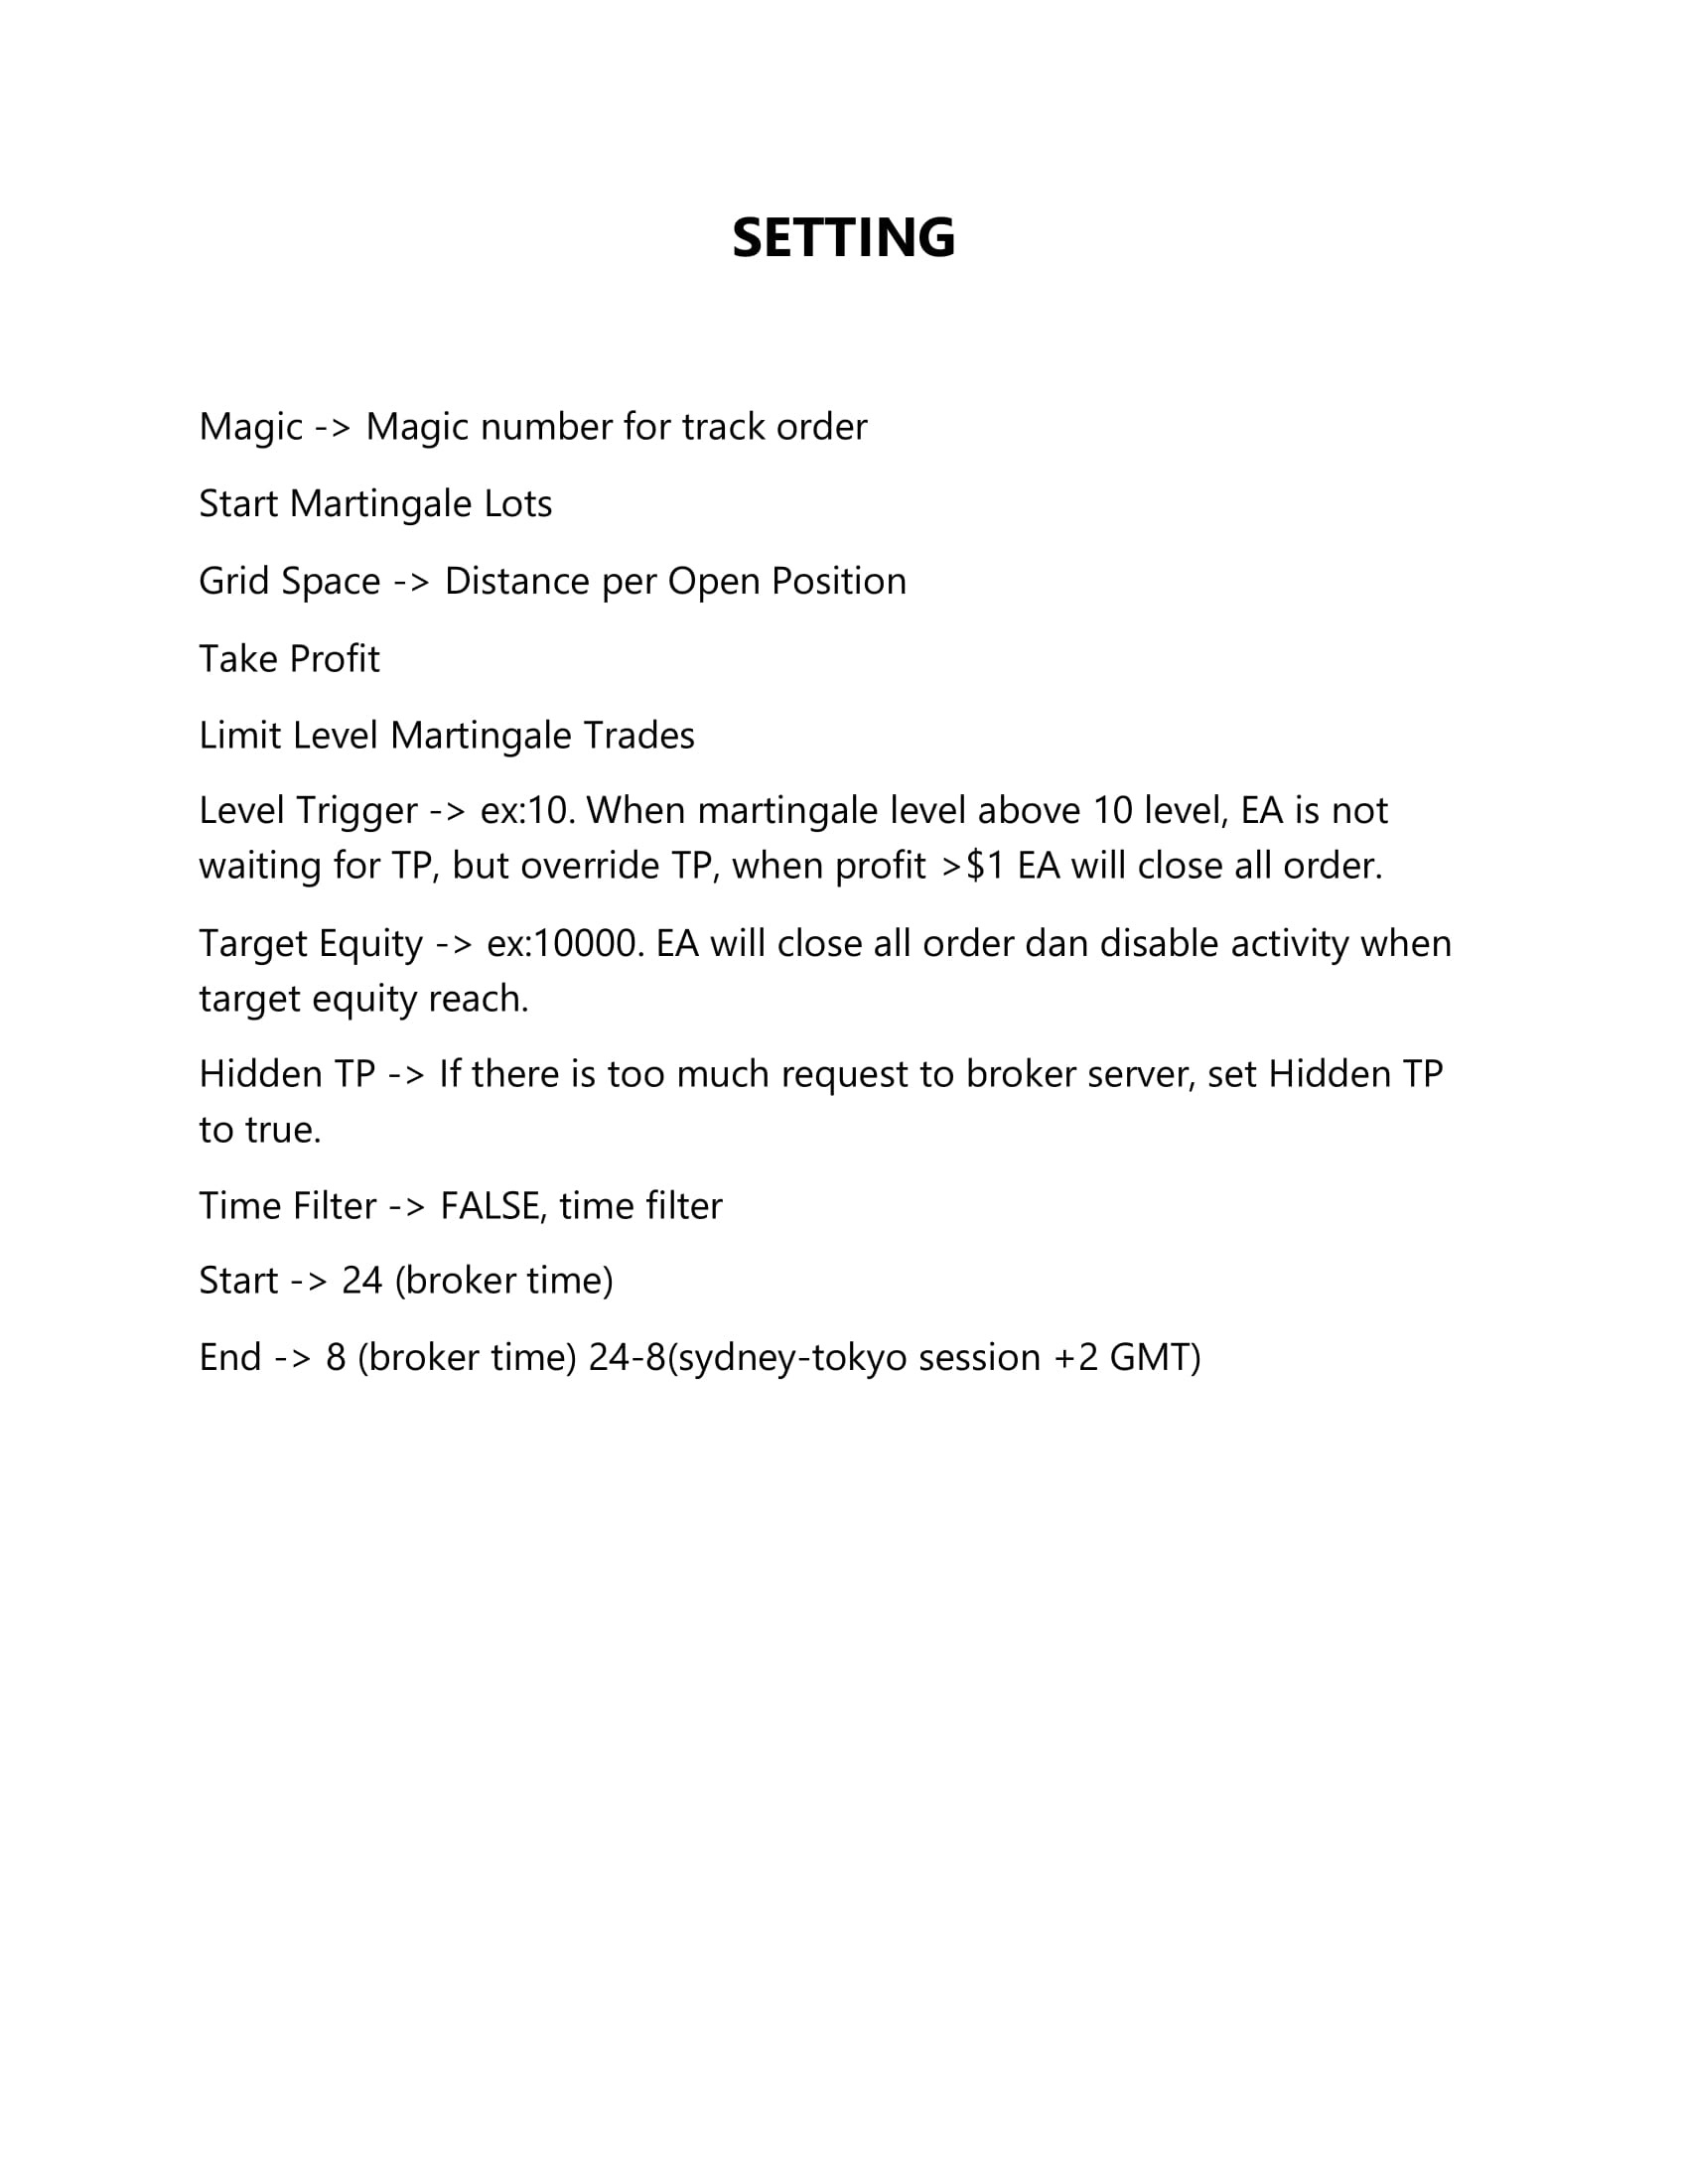 SETTING
Magic -> Magic number for track order
Start Martingale Lots
Grid Space -> Distance per Open Position
Take Profit
Limit Level Martingale Trades
Level Trigger -> ex:10. When martingale level above 10 level, EA is not
waiting for TP, but override TP, when profit >$1 EA will close all order.
Target Equity -> ex:10000. EA will close all order dan disable activity when
target equity reach.
Hidden TP -> If there is too much request to broker server, set Hidden TP
to true.
Time Filter -> FALSE, time filter
Start -> 24 (broker time)
End -> 8 (broker time) 24-8(sydney-tokyo session +2 GMT)